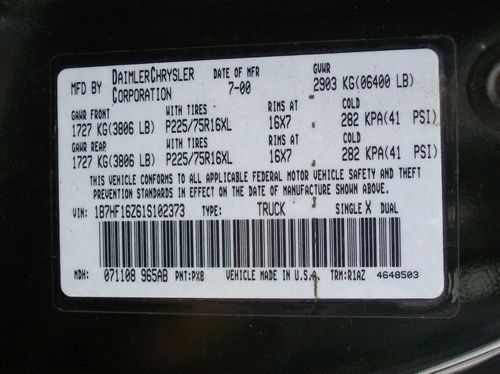 MFD BY DAIMLERCHRYSLER CORPORATION DATE OF MFR 7-00 GVWR 2903 KG(06400 LB)
GAWR FRONT WITH TIRES RIMS AT COLD
1727 KG(3806 LB) P225/75R16XL 16X7 282 KPA(41 PSI)
GAWR REAR WITH TIRES RIMS AT COLD
1727 KG(3806 LB) P225/75R16XL 16X7 282 KPA(41 PSI)
THIS VEHICLE CONFORMS TO ALL APPLICABLE FEDERAL MOTOR VEHICLE SAFETY AND THEFT
PREVENTION STANDARDS IN EFFECT ON THE DATE OF MANUFACTURE SHOWN ABOVE.
VIN: 1B7HF16Z61S102373 TYPE: TRUCK SINGLE X DUAL
MDH: 071108 965AB PNT:PX8 VEHICLE MADE IN U.S.A. TRM:R1AZ 4648503